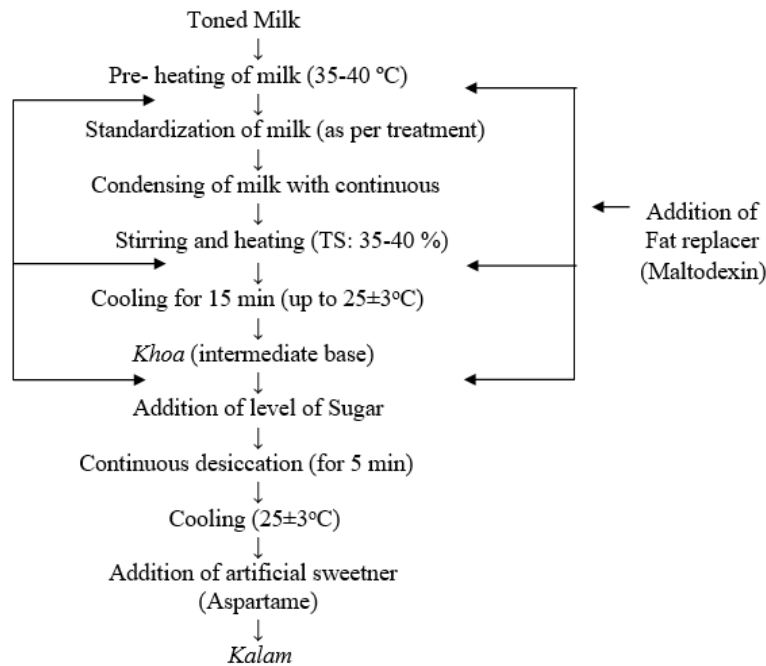 Toned Milk
↓
Pre- heating of milk (35-40 ºC)
↓
Standardization of milk (as per treatment)
↓
Condensing of milk with continuous
↓
Stirring and heating (TS: 35-40 %)
↓
Cooling for 15 min (up to 25±3ºC)
↓
Khoa (intermediate base)
↓
Addition of level of Sugar
↓
Continuous desiccation (for 5 min)
↓
Cooling (25±3ºC)
↓
Addition of artificial sweetner
(Aspartame)
↓
Kalam
Addition of
Fat replacer
(Maltodexin)